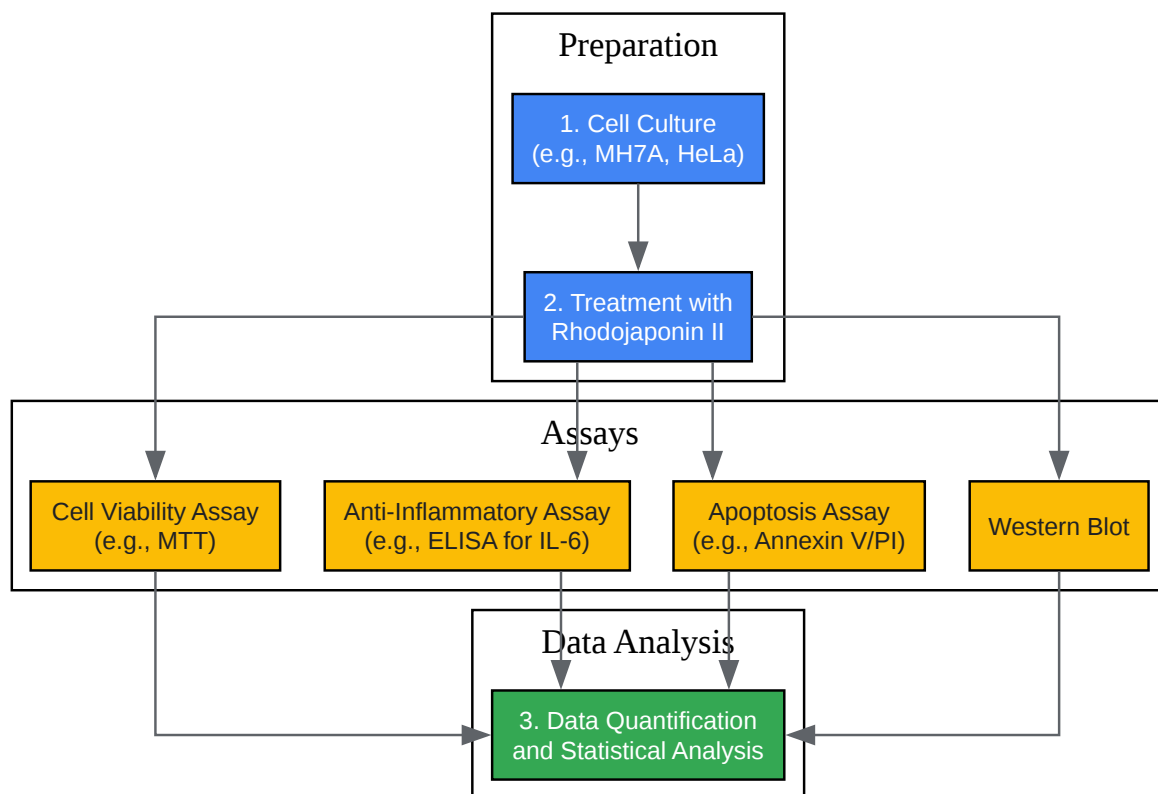 Preparation
1. Cell Culture
(e.g., MH7A, HeLa)
2. Treatment with
Rhodojaponin II
Assays
Cell Viability Assay
(e.g., MTT)
Anti-Inflammatory Assay
(e.g., ELISA for IL-6)
Apoptosis Assay
(e.g., Annexin V/PI)
Western Blot
Data Analysis
3. Data Quantification
and Statistical Analysis